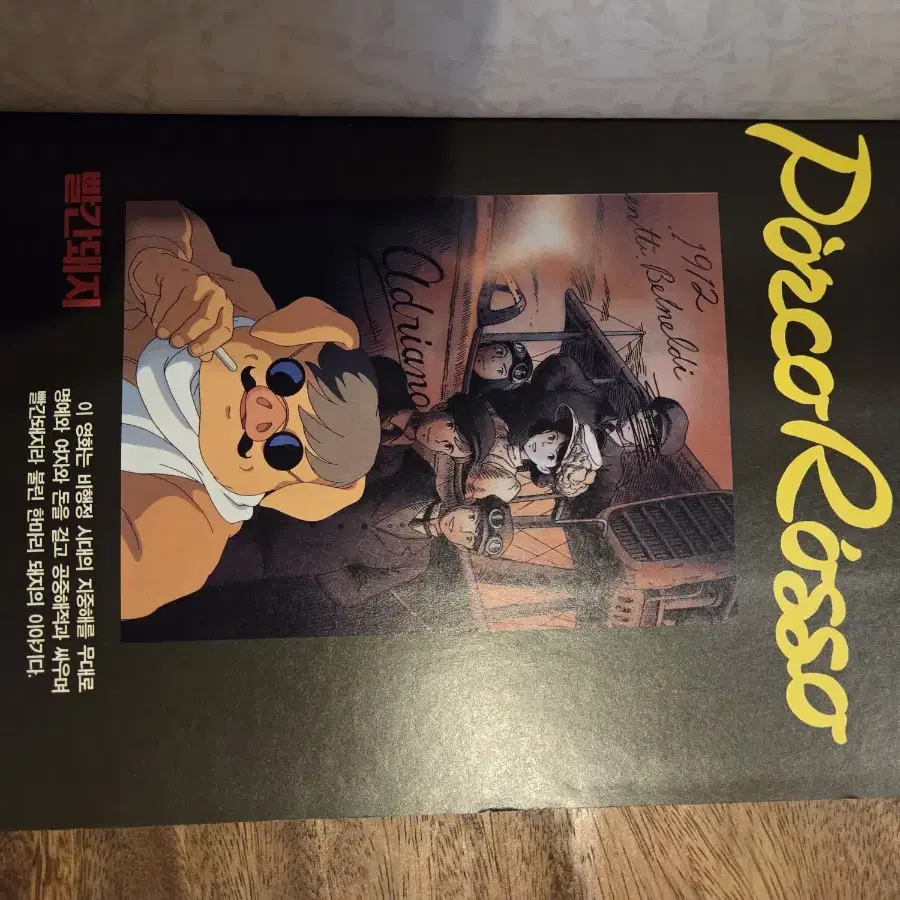 Porco Rosso
1912
entti. Belneldi
Adriano
빨간돼지
이 영화는 비행정 시대의 지중해를 무대로
명예와 여자와 돈을 걸고 공중해적과 싸우며
빨간돼지라 불린 한마리 돼지의 이야기다.